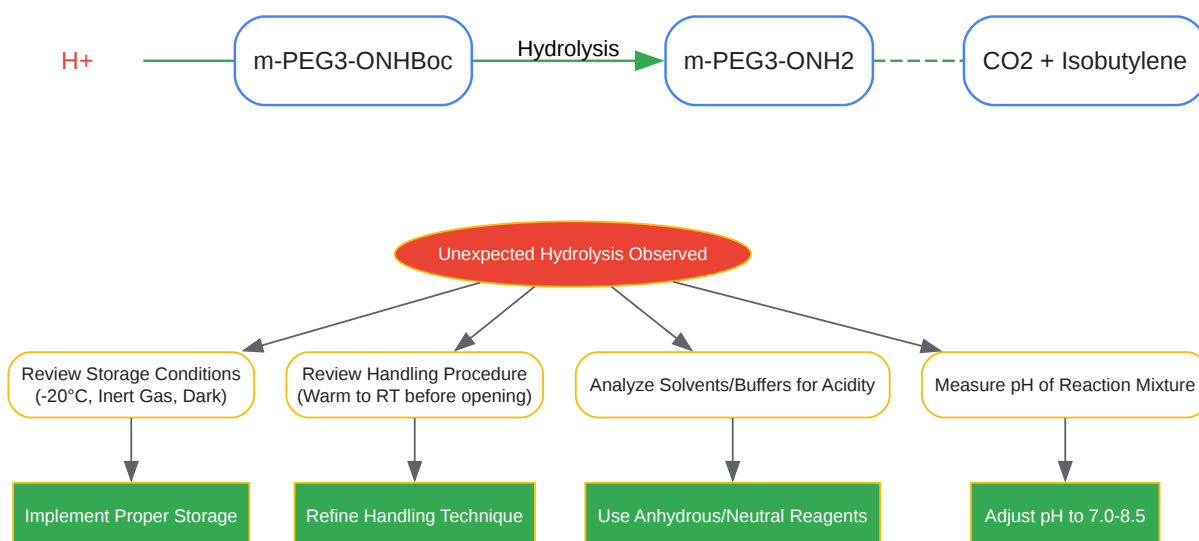 H+
m-PEG3-ONHBoc
Hydrolysis
m-PEG3-ONH2
CO2 + Isobutylene
Unexpected Hydrolysis Observed
Review Storage Conditions
(-20°C, Inert Gas, Dark)
Review Handling Procedure
(Warm to RT before opening)
Analyze Solvents/Buffers for Acidity
Measure pH of Reaction Mixture
Implement Proper Storage
Refine Handling Technique
Use Anhydrous/Neutral Reagents
Adjust pH to 7.0-8.5